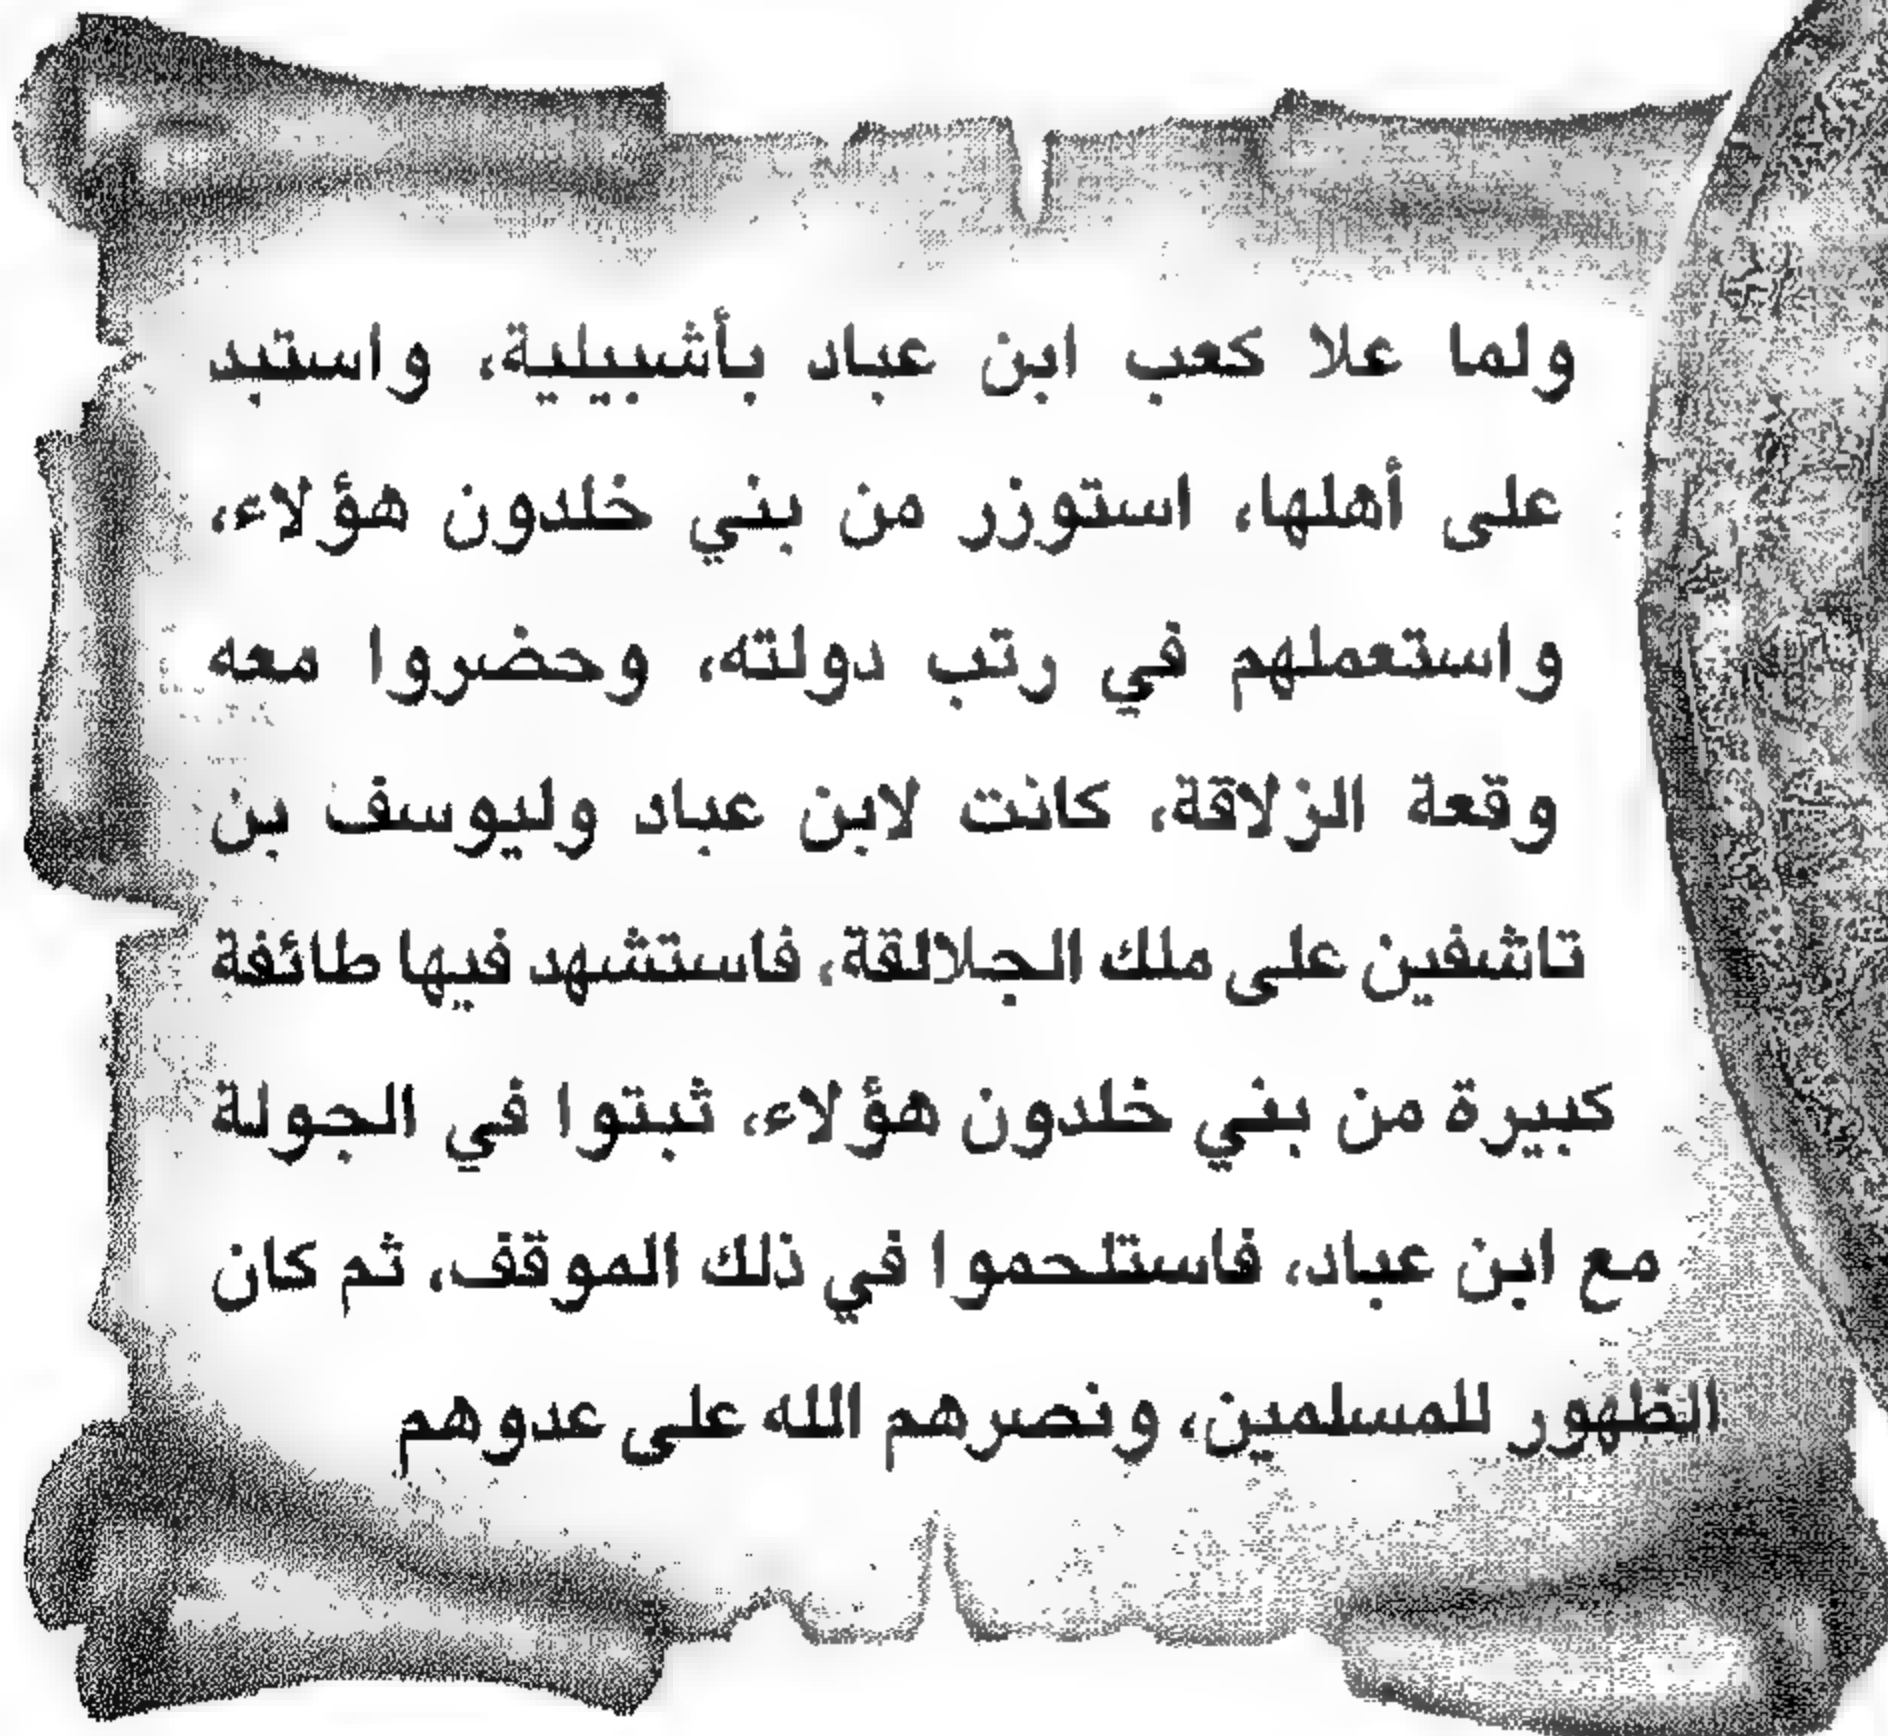 ولما علا كعب ابن عباد بأشبيلية، واستبد
على أهلها، استوزر من بني خلدون هؤلاء،
واستعملهم في رتب دولته، وحضروا معه
وقعة الزلاقة، كانت لابن عباد وليوسف بن
تاشفين على ملك الجلالقة، فاستشهد فيها طائفة
كبيرة من بني خلدون هؤلاء، ثبتوا في الجولة
مع ابن عباد، فاستلحموا في ذلك الموقف، ثم كان
الظهور للمسلمين، ونصرهم الله على عدوهم